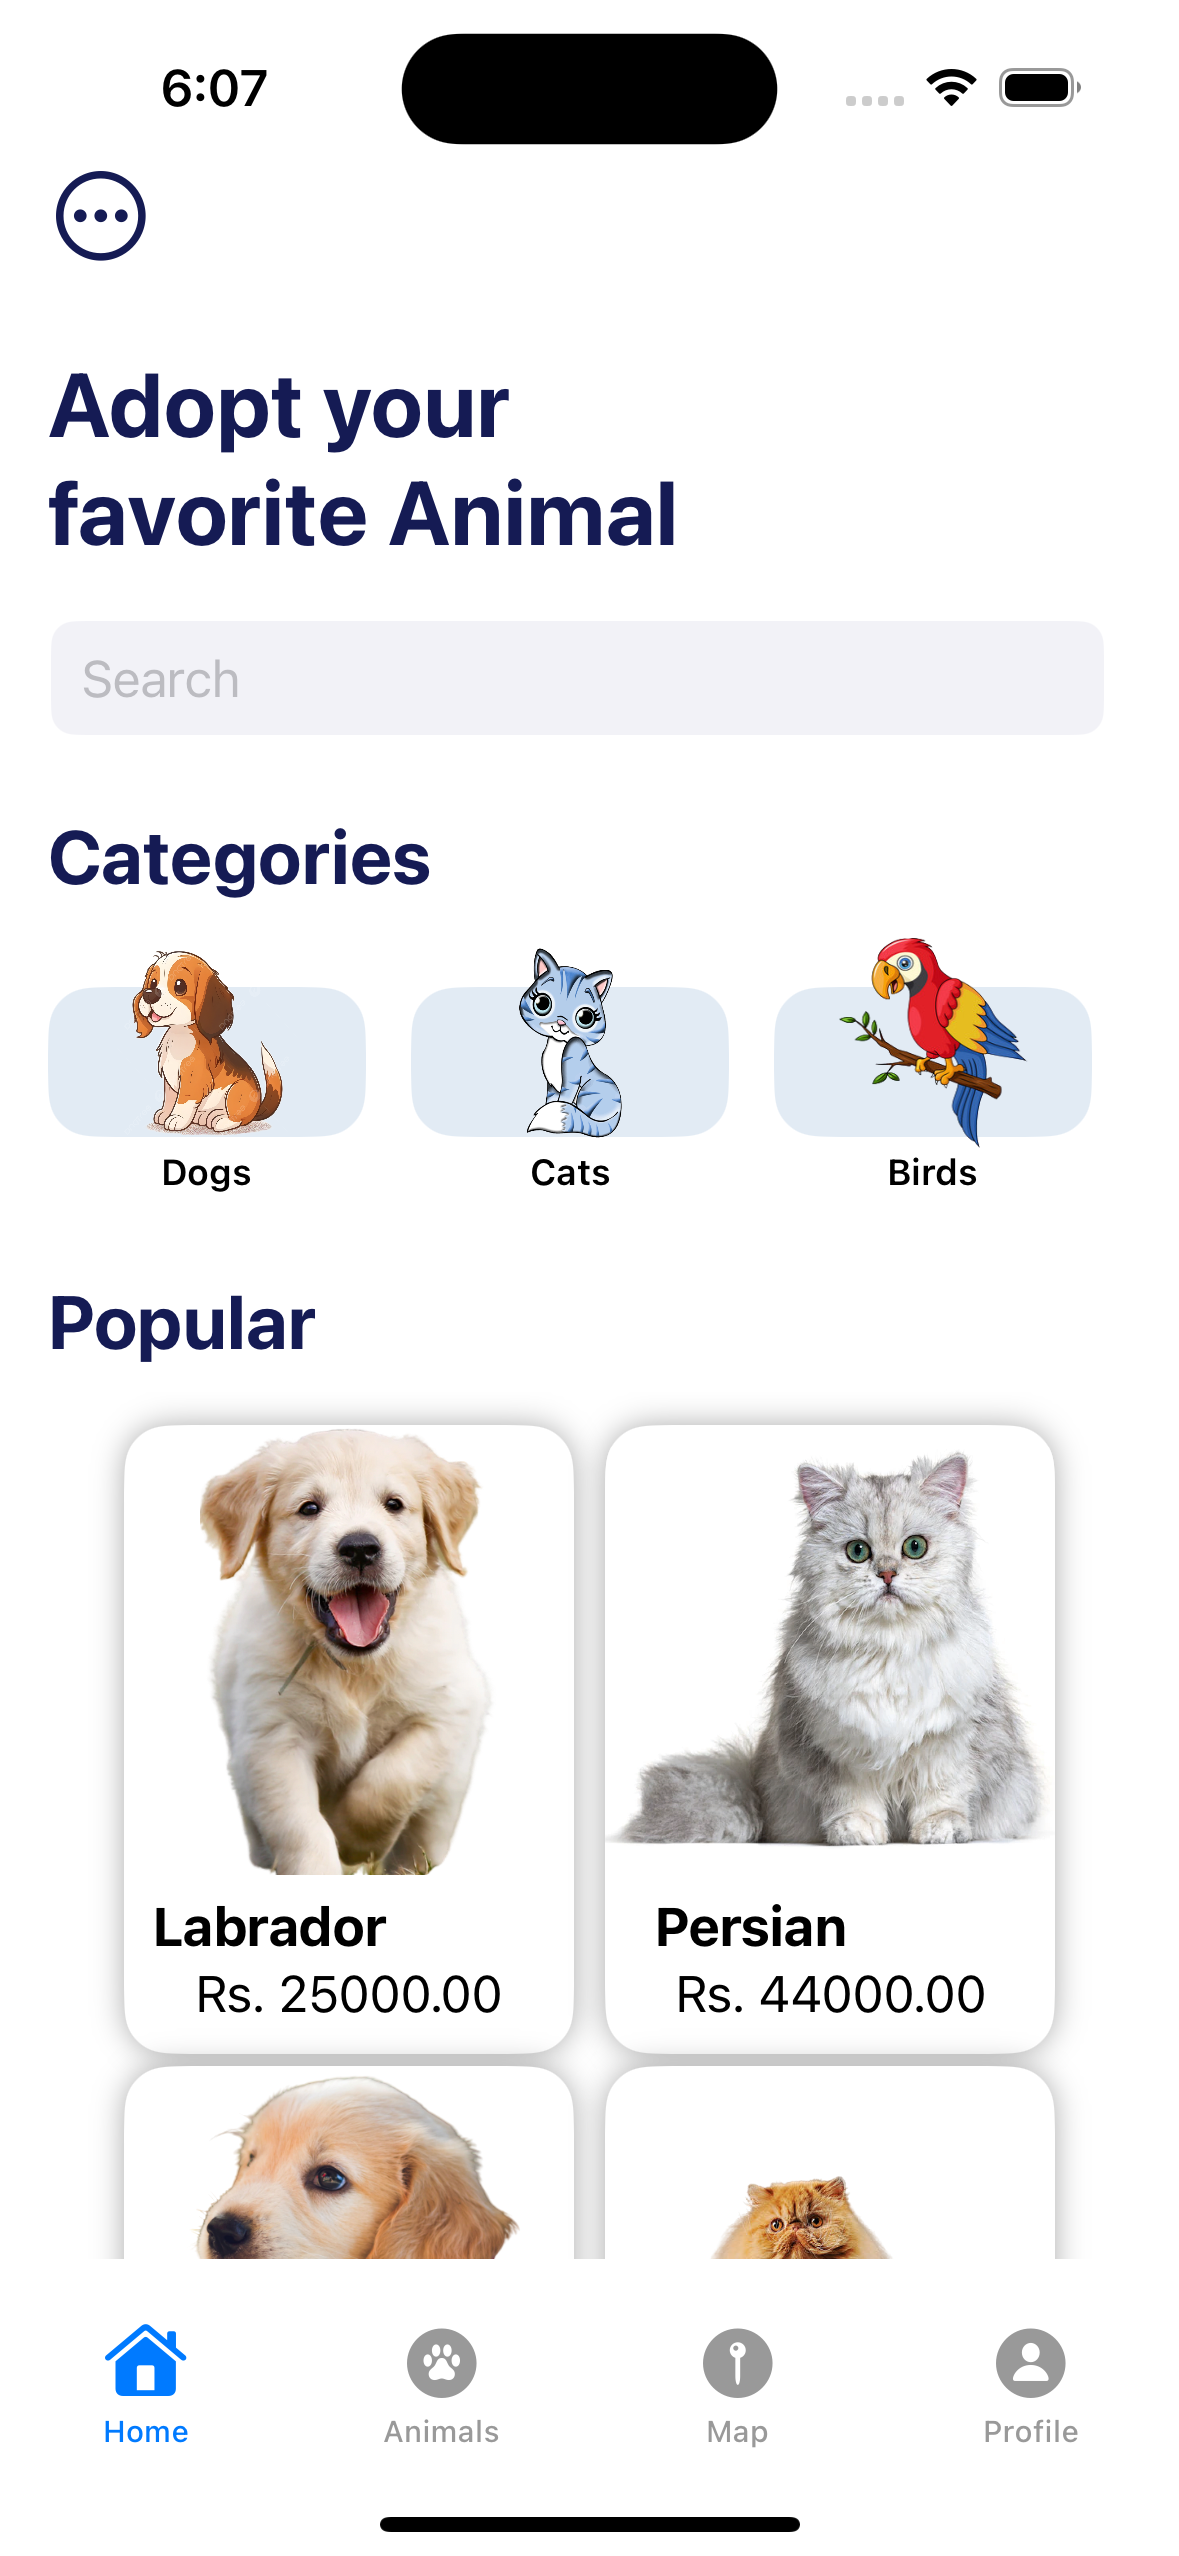 6:07
Adopt your
favorite Animal
Search
Categories
Dogs
Cats
Birds
Popular
Labrador
Rs. 25000.00
Persian
Rs. 44000.00
Home
Animals
Map
Profile